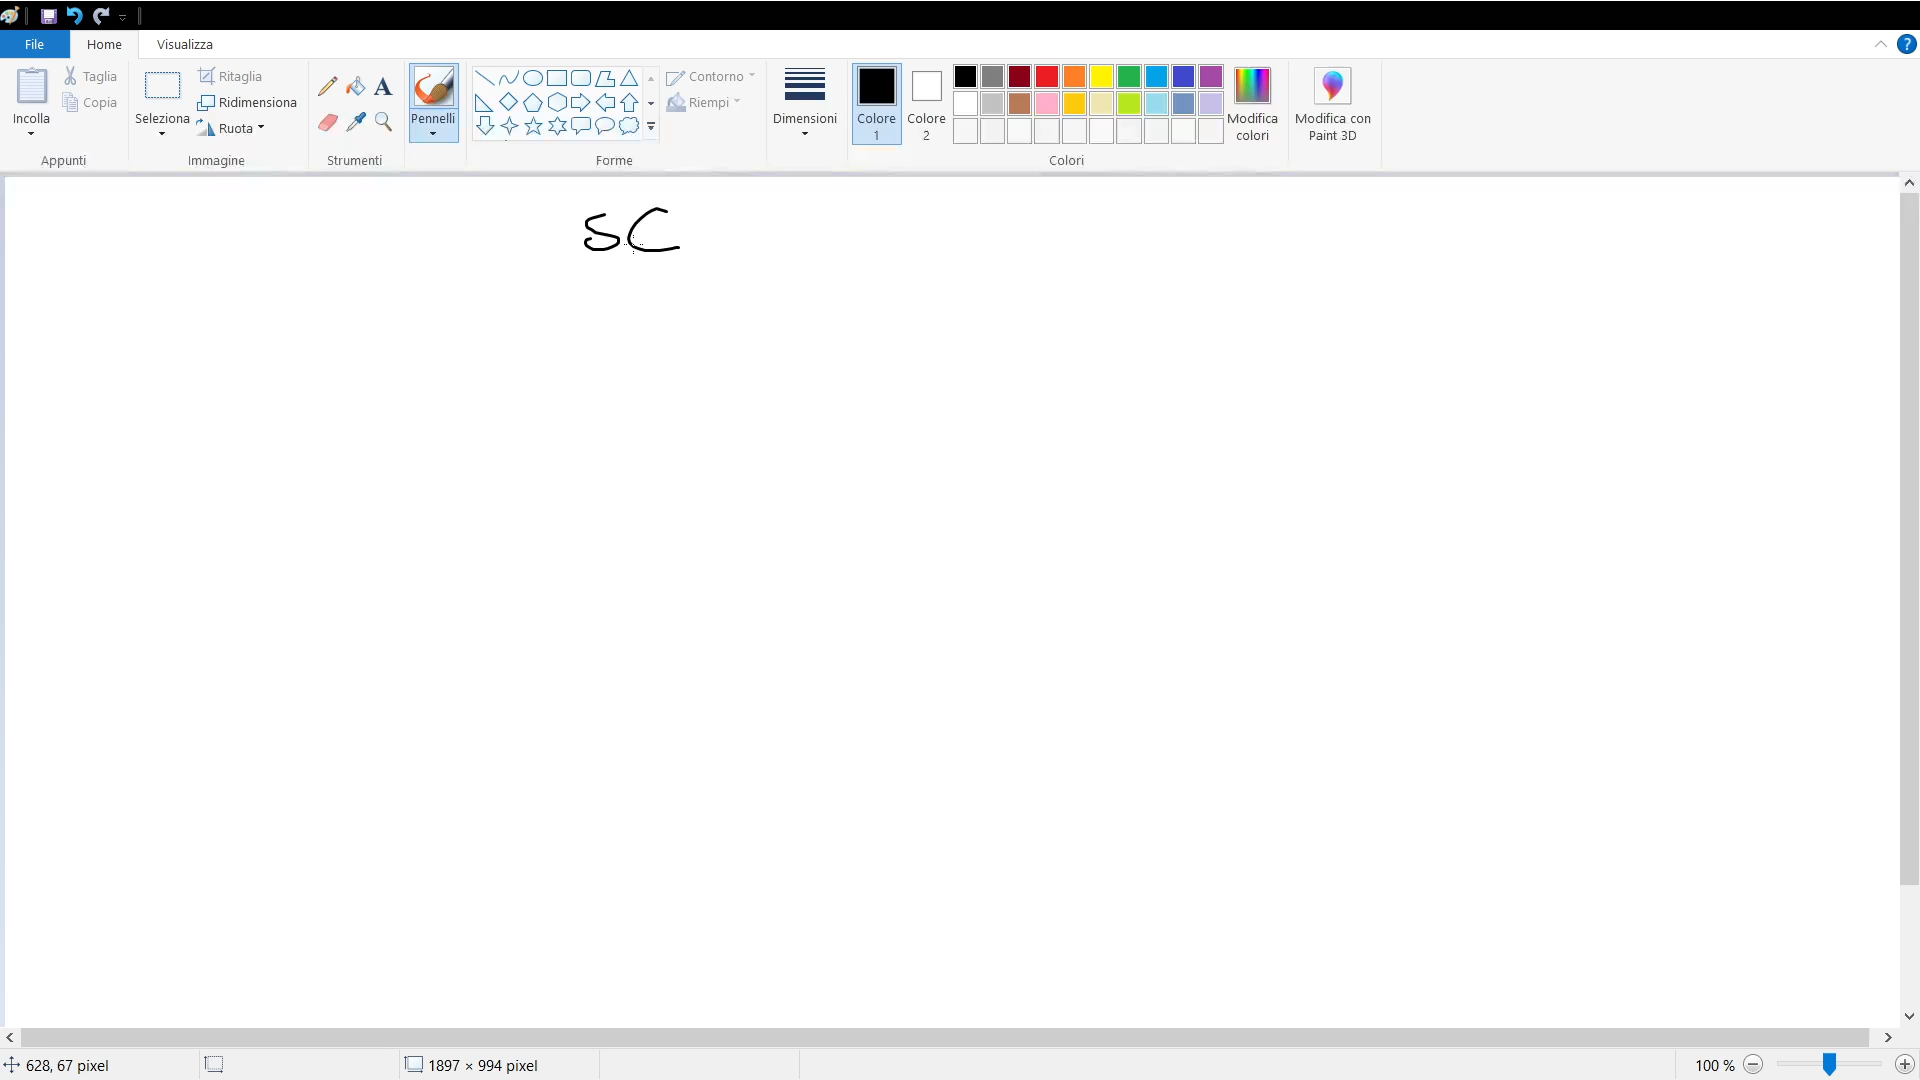 File Home Visualizza
Incolla Taglia Copia Appunti
Seleziona Ritaglia Ridimensiona Ruota Immagine
Strumenti
Pennelli
Forme Contorno Riempi
Dimensioni
Colore 1 Colore 2 Colori
Modifica colori
Modifica con Paint 3D
SC
628, 67 pixel 1897 × 994 pixel 100 %